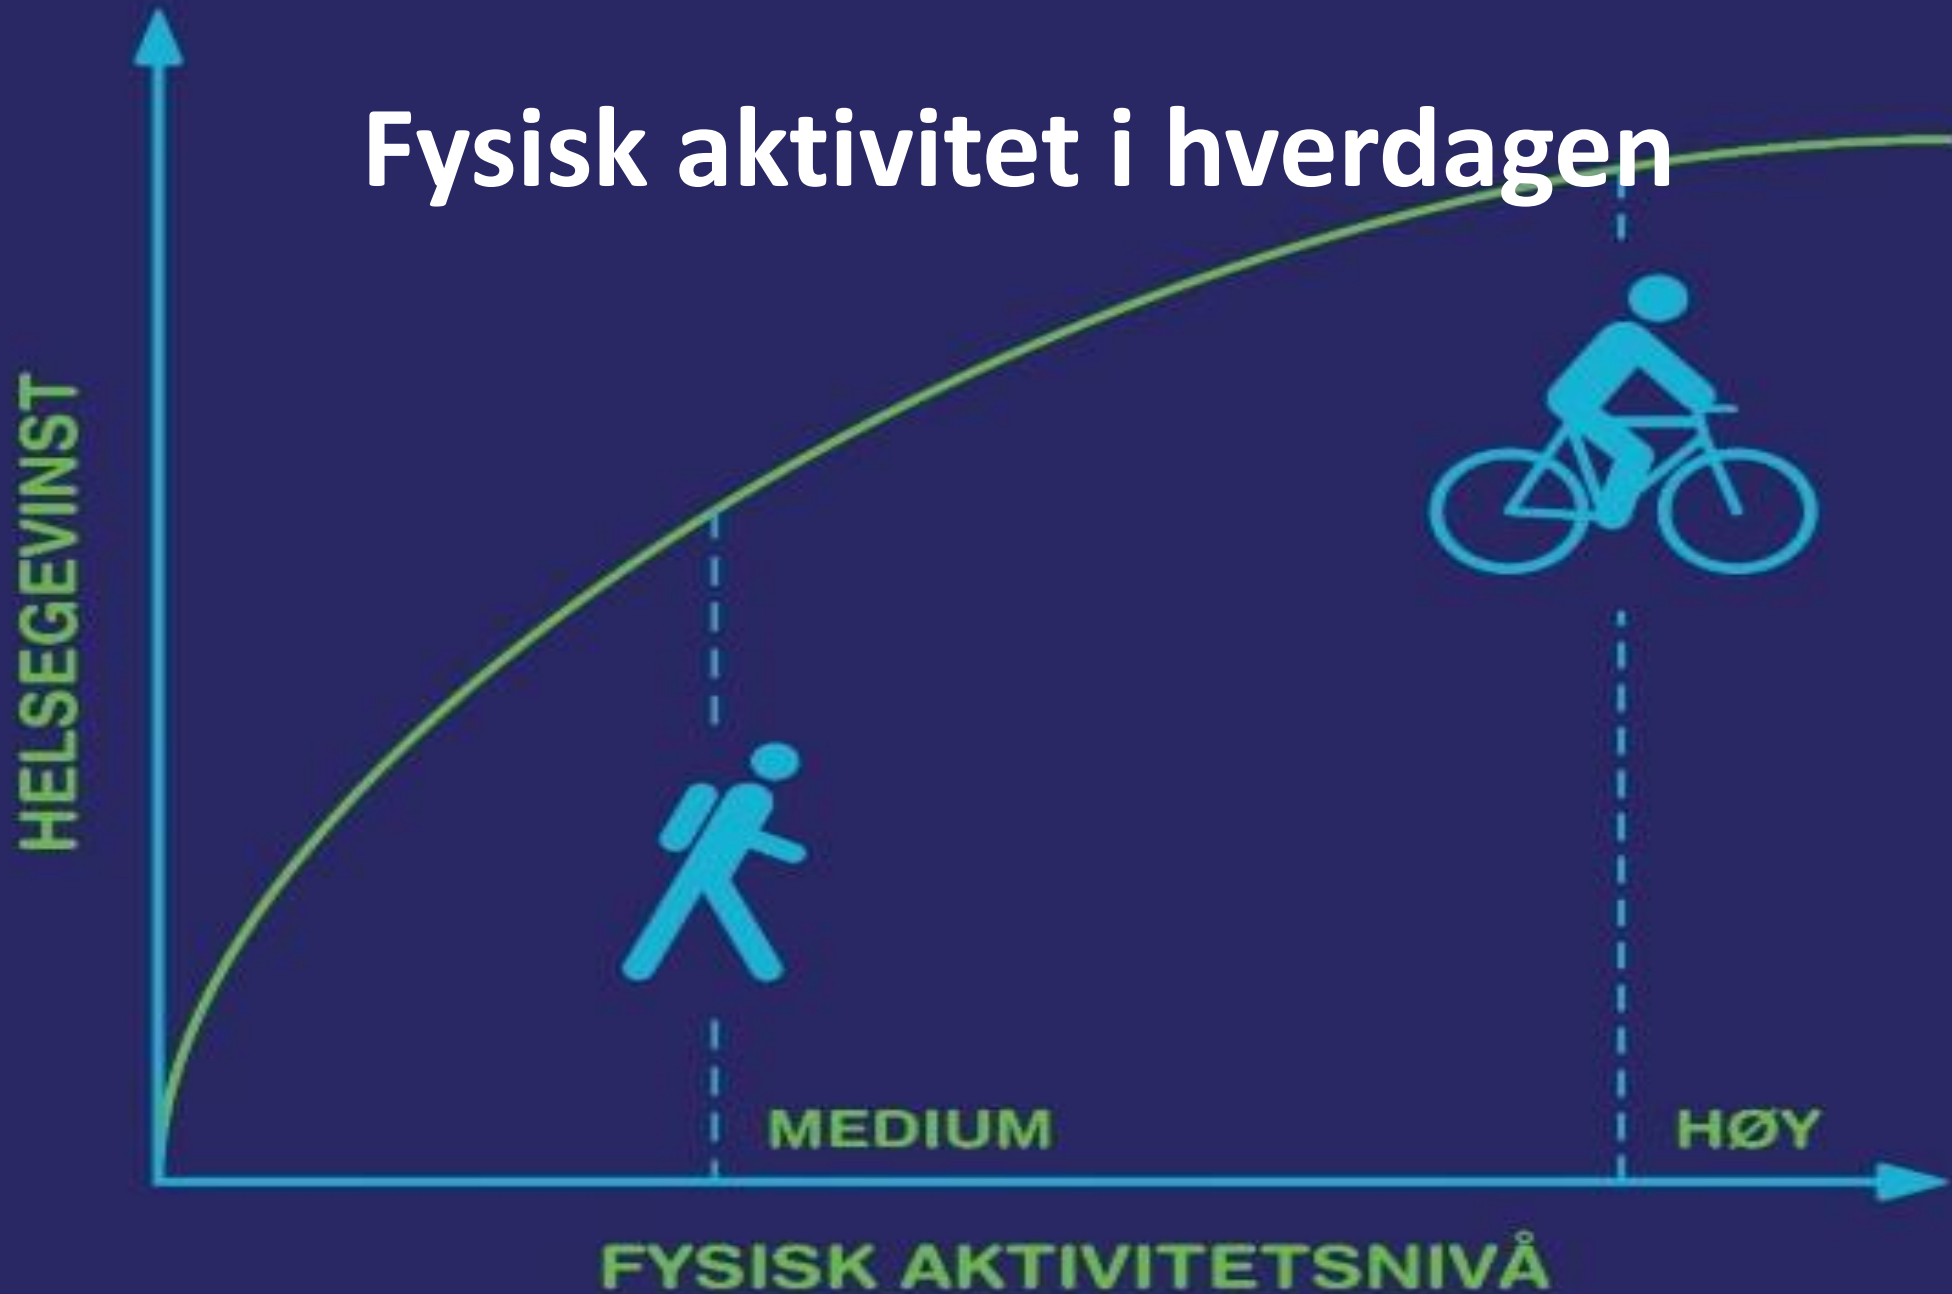 Fysisk aktivitet i hverdagen
HELSEGEVINST
MEDIUM
HØY
FYSISK AKTIVITETSNIVÅ